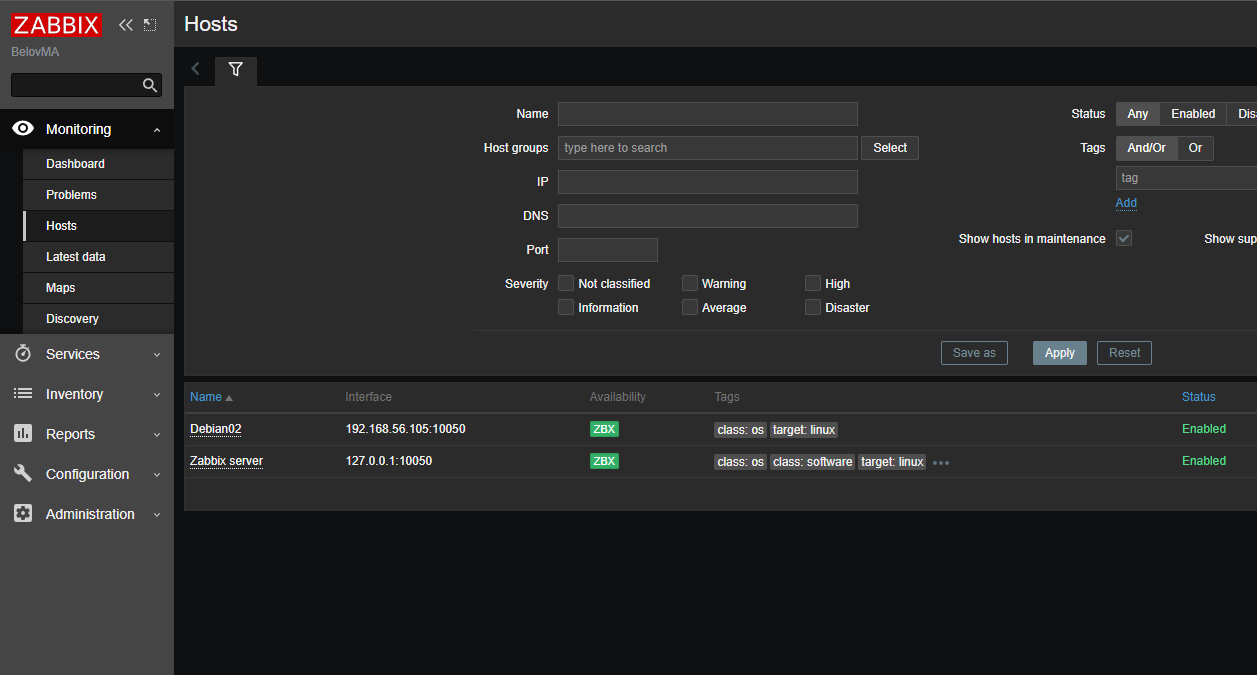 ZABBIX
BelovMA
Monitoring
Dashboard
Problems
Hosts
Latest data
Maps
Discovery
Services
Inventory
Reports
Configuration
Administration
Hosts
Name
Host groups type here to search Select
IP
DNS
Port
Severity Not classified Warning High
Information Average Disaster
Status Any Enabled Disa
Tags And/Or Or
tag
Add
Show hosts in maintenance Show sup
Save as Apply Reset
Name Interface Availability Tags Status
Debian02 192.168.56.105:10050 ZBX class: os target: linux Enabled
Zabbix server 127.0.0.1:10050 ZBX class: os class: software target: linux ••• Enabled